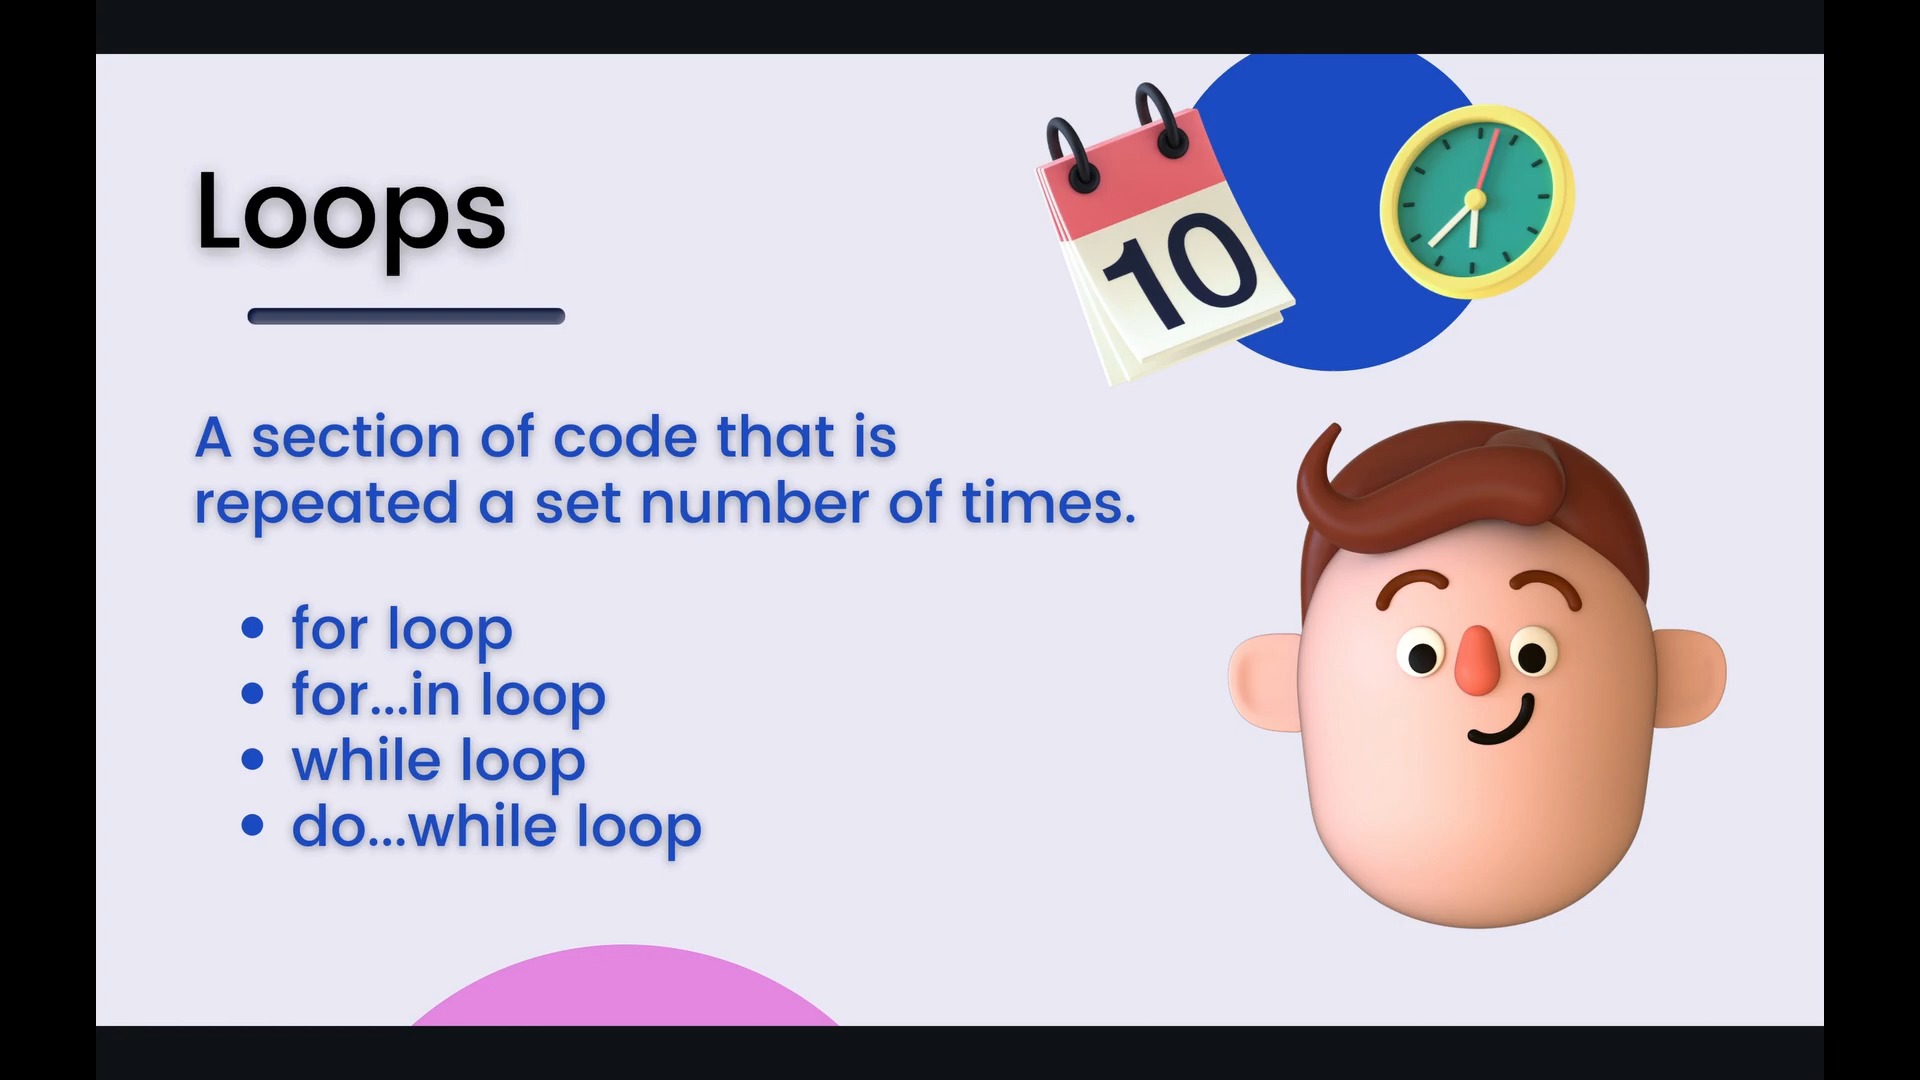 Loops
10
A section of code that is
repeated a set number of times.
• for loop
• for...in loop
• while loop
• do...while loop